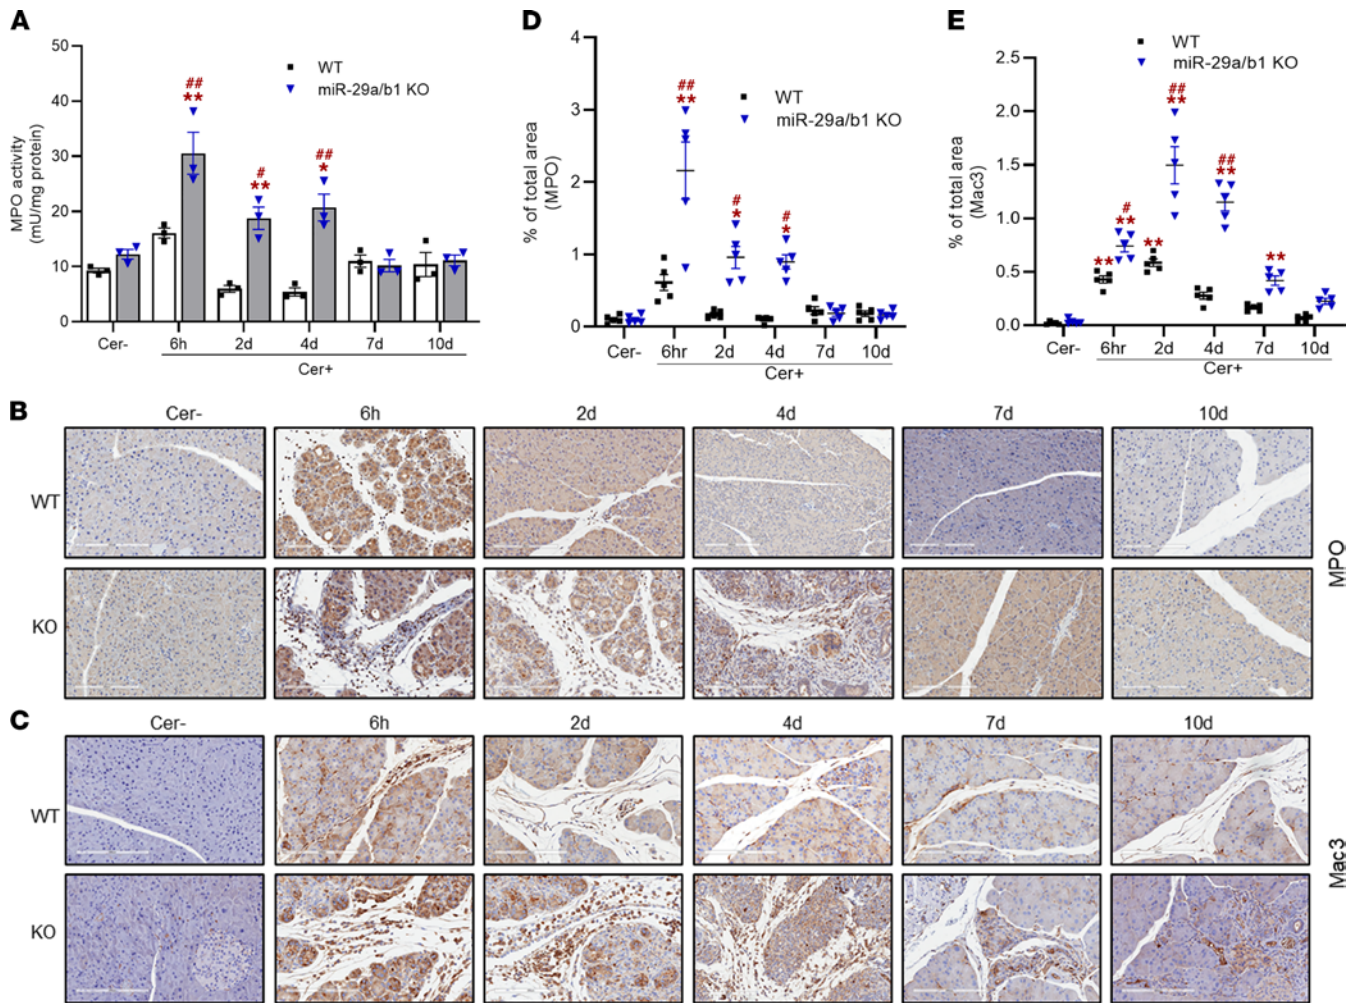 A
MPO activity
(mU/mg protein)
50
40
30
20
10
0
WT
miR-29a/b1 KO
##
**
#
**
##
*
Cer-
6h
2d
4d
7d
10d
Cer+
D
% of total area
(MPO)
4
3
2
1
0
WT
miR-29a/b1 KO
##
**
#
*
#
*
Cer-
6hr
2d
4d
7d
10d
Cer+
E
% of total area
(Mac3)
2.5
2.0
1.5
1.0
0.5
0.0
WT
miR-29a/b1 KO
**
#
**
**
##
**
##
**
**
Cer-
6hr
2d
4d
7d
10d
Cer+
B
Cer-
6h
2d
4d
7d
10d
WT
KO
MPO
C
Cer-
6h
2d
4d
7d
10d
WT
KO
Mac3